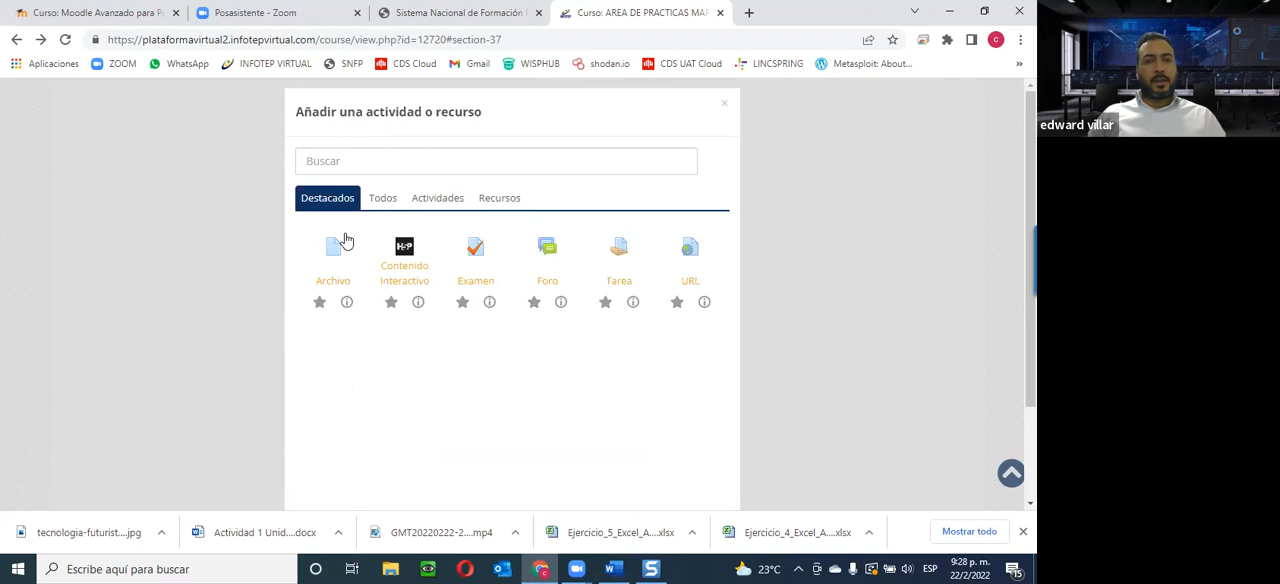 Curso: Moodle Avanzado para P
Posasistente - Zoom
Sistema Nacional de Formación P
Curso: AREA DE PRACTICAS MAR
https://plataformavirtual2.infotepvirtual.com/course/view.php?id=12720#section-37
Aplicaciones
ZOOM
WhatsApp
INFOTEP VIRTUAL
SNFP
CDS Cloud
Gmail
WISPHUB
shodan.io
CDS UAT Cloud
LINCSPRING
Metasploit: About...
edward villar
Añadir una actividad o recurso
Buscar
Destacados
Todos
Actividades
Recursos
H5P
Archivo
Contenido
Interactivo
Examen
Foro
Tarea
URL
tecnologia-futurist....jpg
Actividad 1 Unid....docx
GMT20220222-2....mp4
Ejercicio_5_Excel_A....xlsx
Ejercicio_4_Excel_A....xlsx
Mostrar todo
Escribe aquí para buscar
23°C
ESP
9:28 p. m.
22/2/2022
15